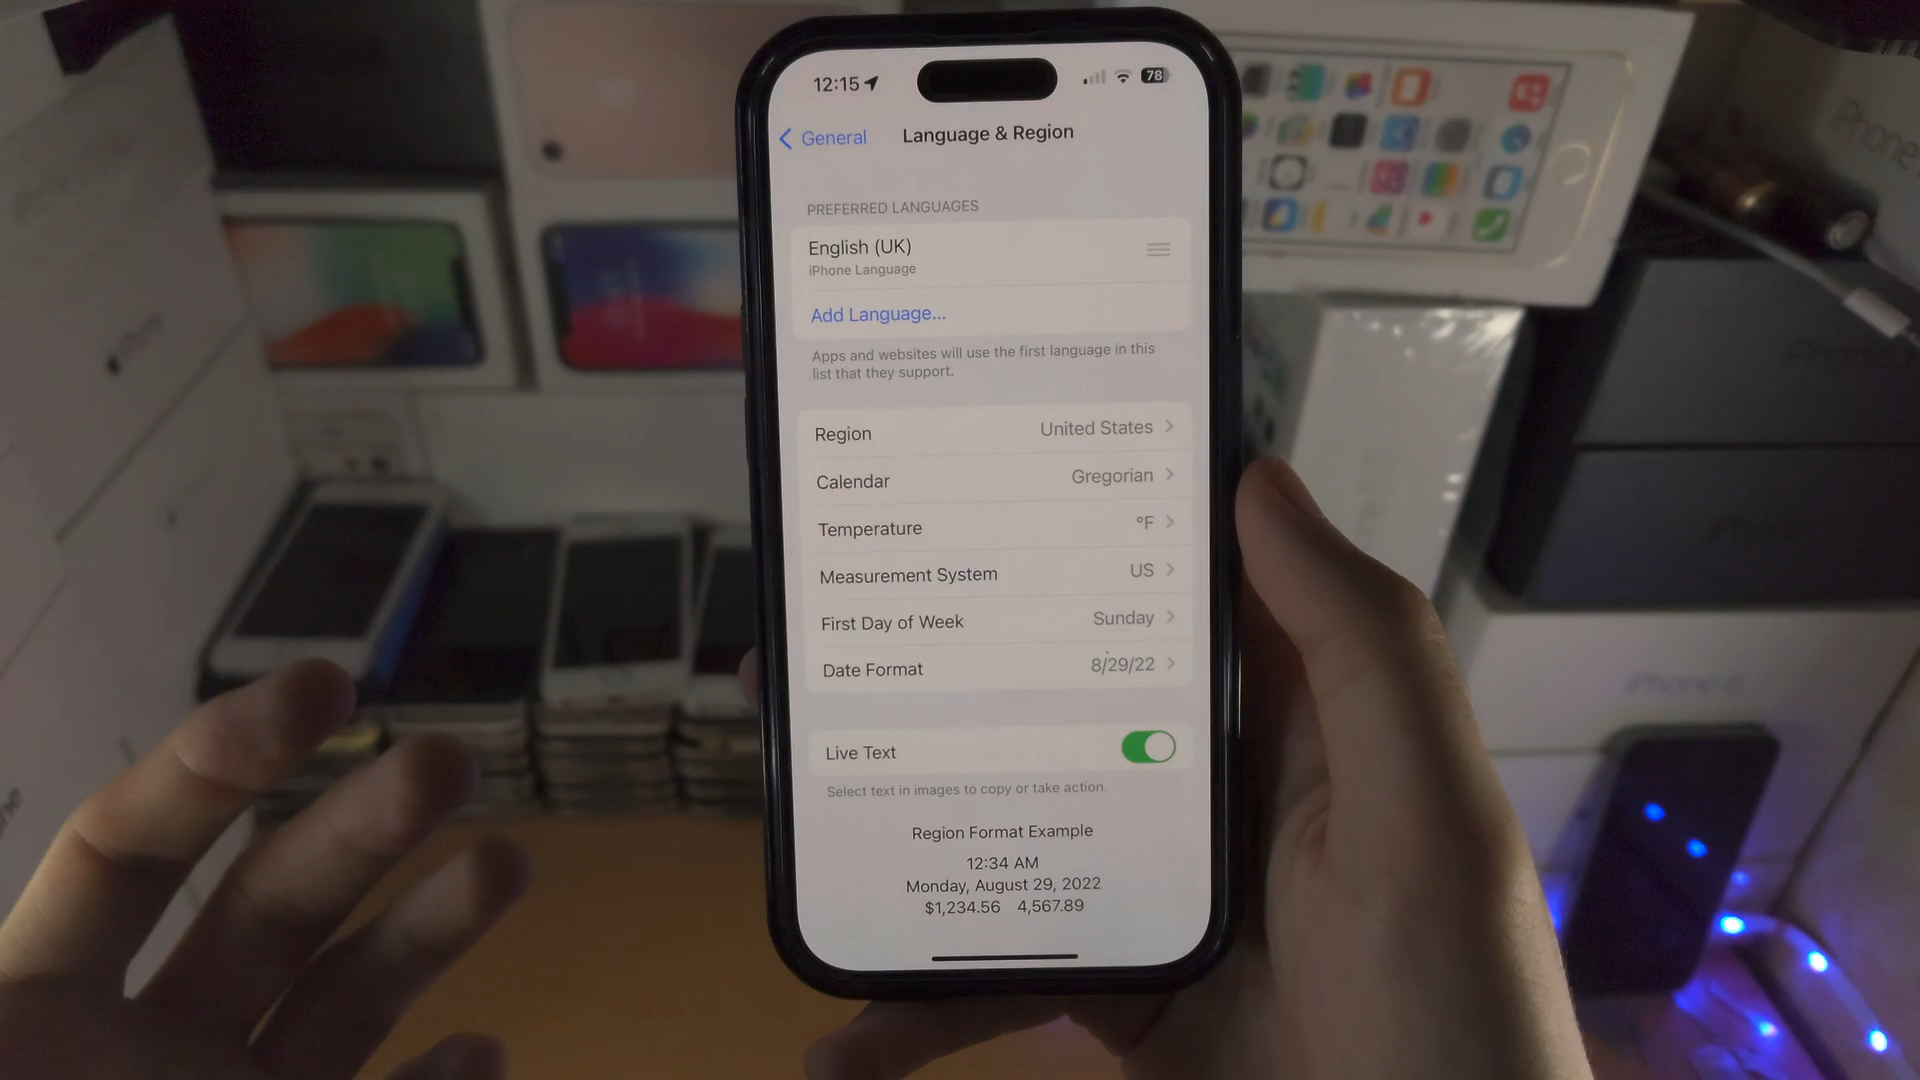 12:15
78
General
Language & Region
PREFERRED LANGUAGES
English (UK)
iPhone Language
Add Language...
Apps and websites will use the first language in this
list that they support.
Region United States
Calendar Gregorian
Temperature °F
Measurement System US
First Day of Week Sunday
Date Format 8/29/22
Live Text
Select text in images to copy or take action.
Region Format Example
12:34 AM
Monday, August 29, 2022
$1,234.56 4,567.89
iPhone
iPhone 6